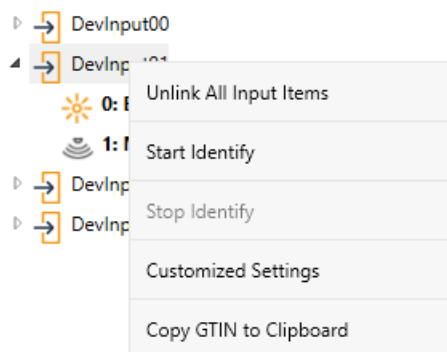 DevInput00
DevInput01
Unlink All Input Items
0:
1:
Start Identify
DevInp
Stop Identify
DevInp
Customized Settings
Copy GTIN to Clipboard